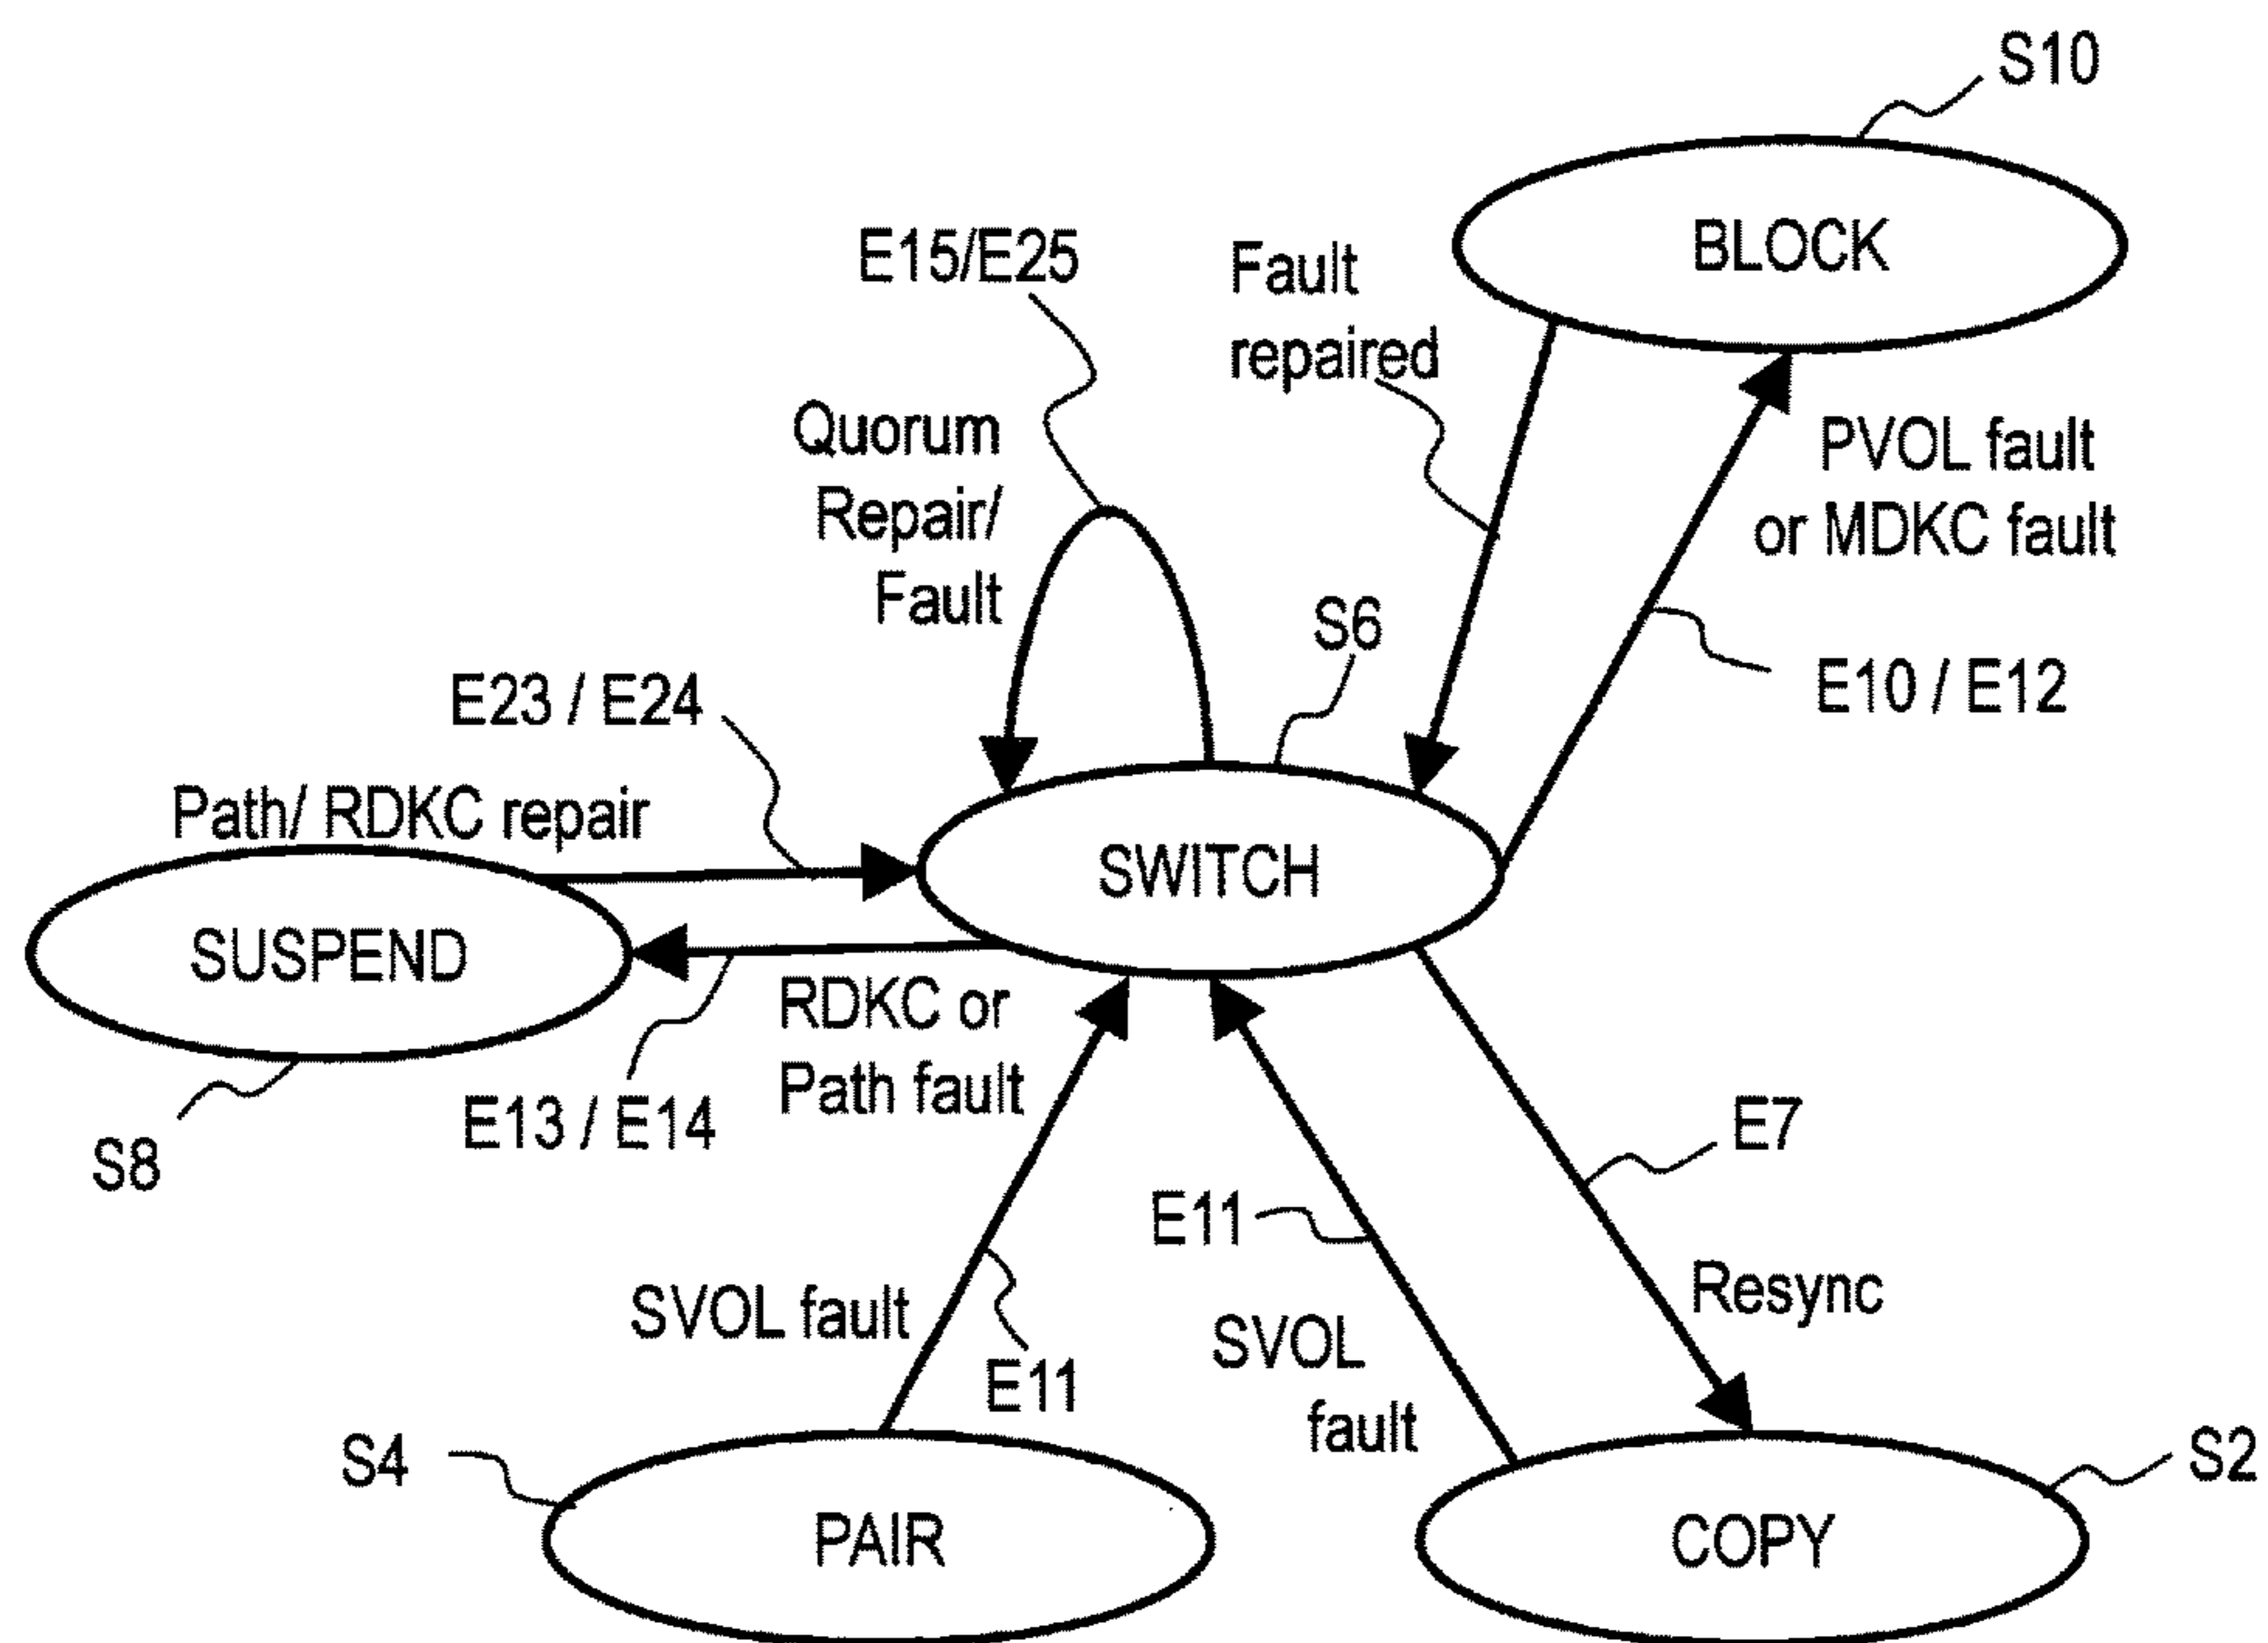 S10
BLOCK
E15/E25
Fault
repaired
Quorum
Repair/
Fault
PVOL fault
or MDKC fault
S6
E10 / E12
E23 / E24
Path/ RDKC repair
SWITCH
SUSPEND
RDKC or
Path fault
E13 / E14
S8
E7
E11
SVOL fault
E11
SVOL
fault
Resync
S4
PAIR
COPY
S2